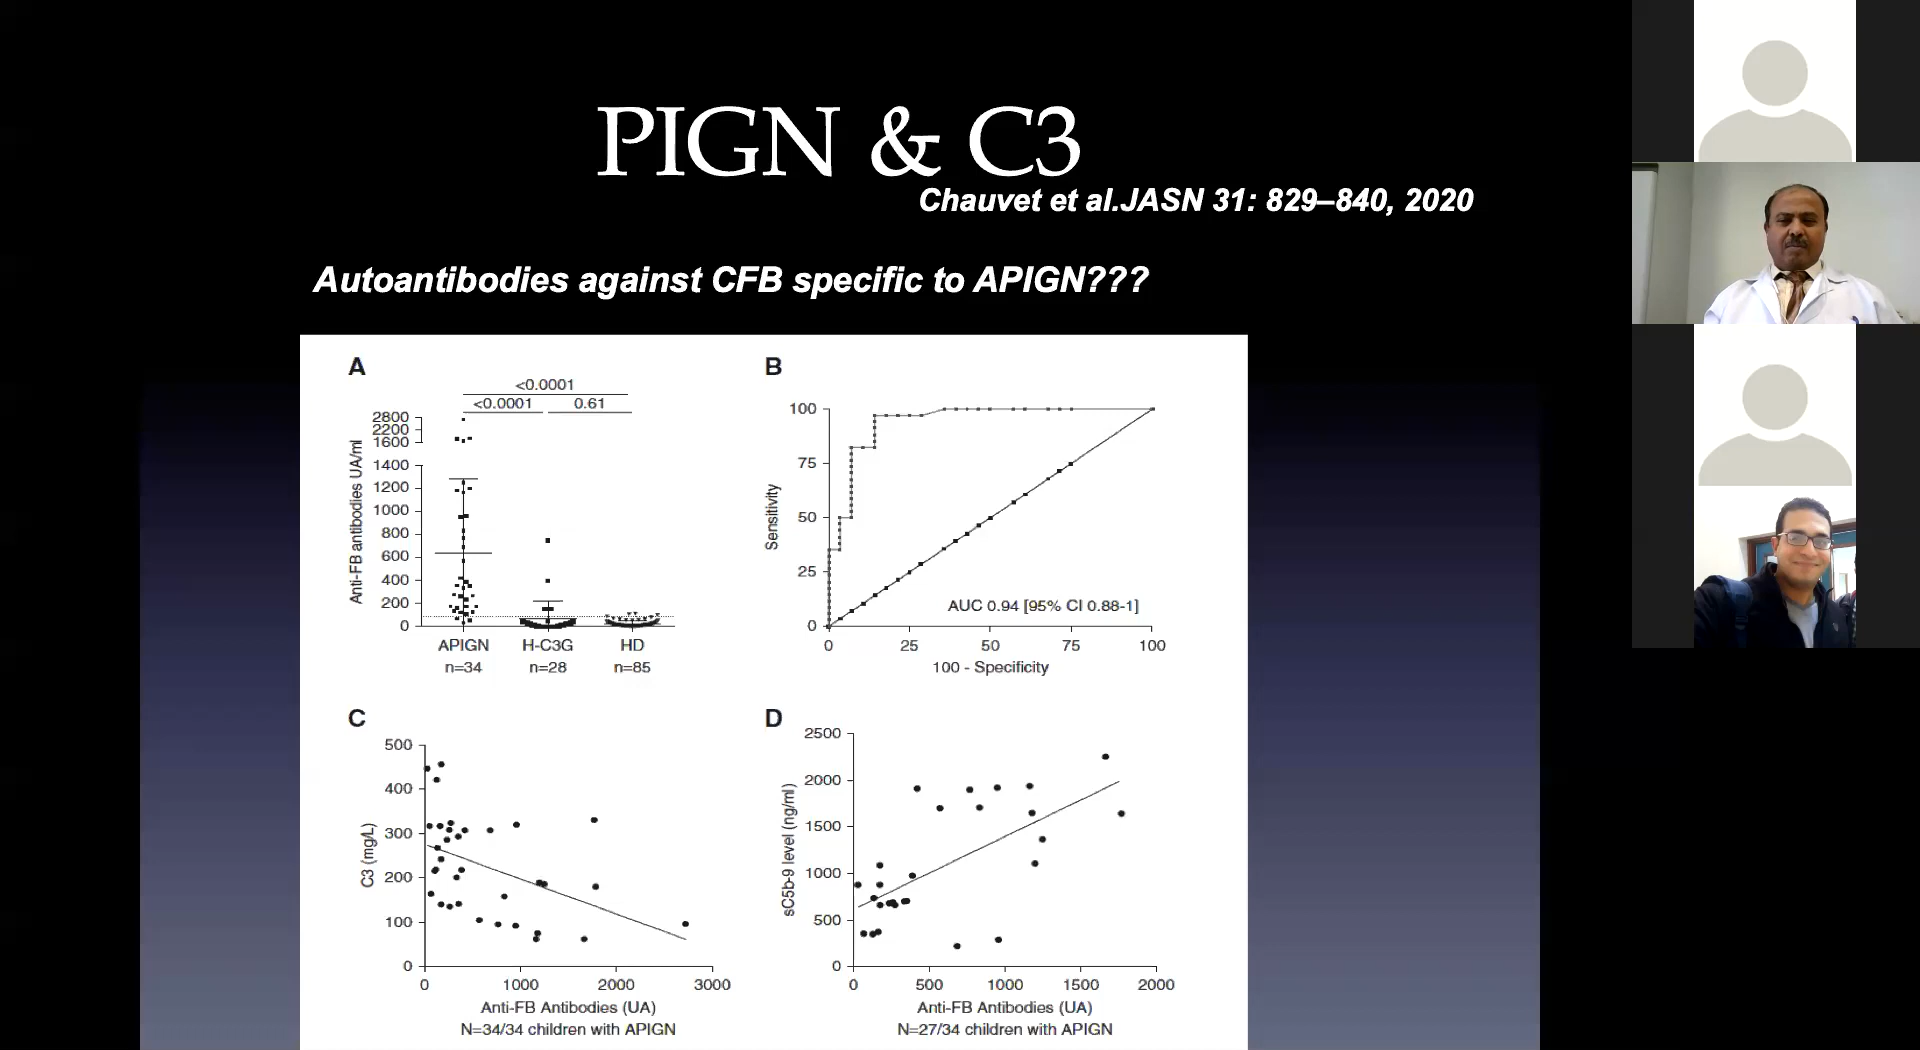 PIGN & C3
Chauvet et al.JASN 31: 829–840, 2020
Autoantibodies against CFB specific to APIGN???
A
<0.0001
<0.0001 0.61
Anti-FB antibodies UA/ml
2800
2200
1600
1400
1200
1000
800
600
400
200
0
APIGN H-C3G HD
n=34 n=28 n=85
B
Sensitivity
100
75
50
25
0
AUC 0.94 [95% CI 0.88-1]
0 25 50 75 100
100 - Specificity
C
C3 (mg/L)
500
400
300
200
100
0
0 1000 2000 3000
Anti-FB Antibodies (UA)
N=34/34 children with APIGN
D
sC5b-9 level (ng/ml)
2500
2000
1500
1000
500
0
0 500 1000 1500 2000
Anti-FB Antibodies (UA)
N=27/34 children with APIGN